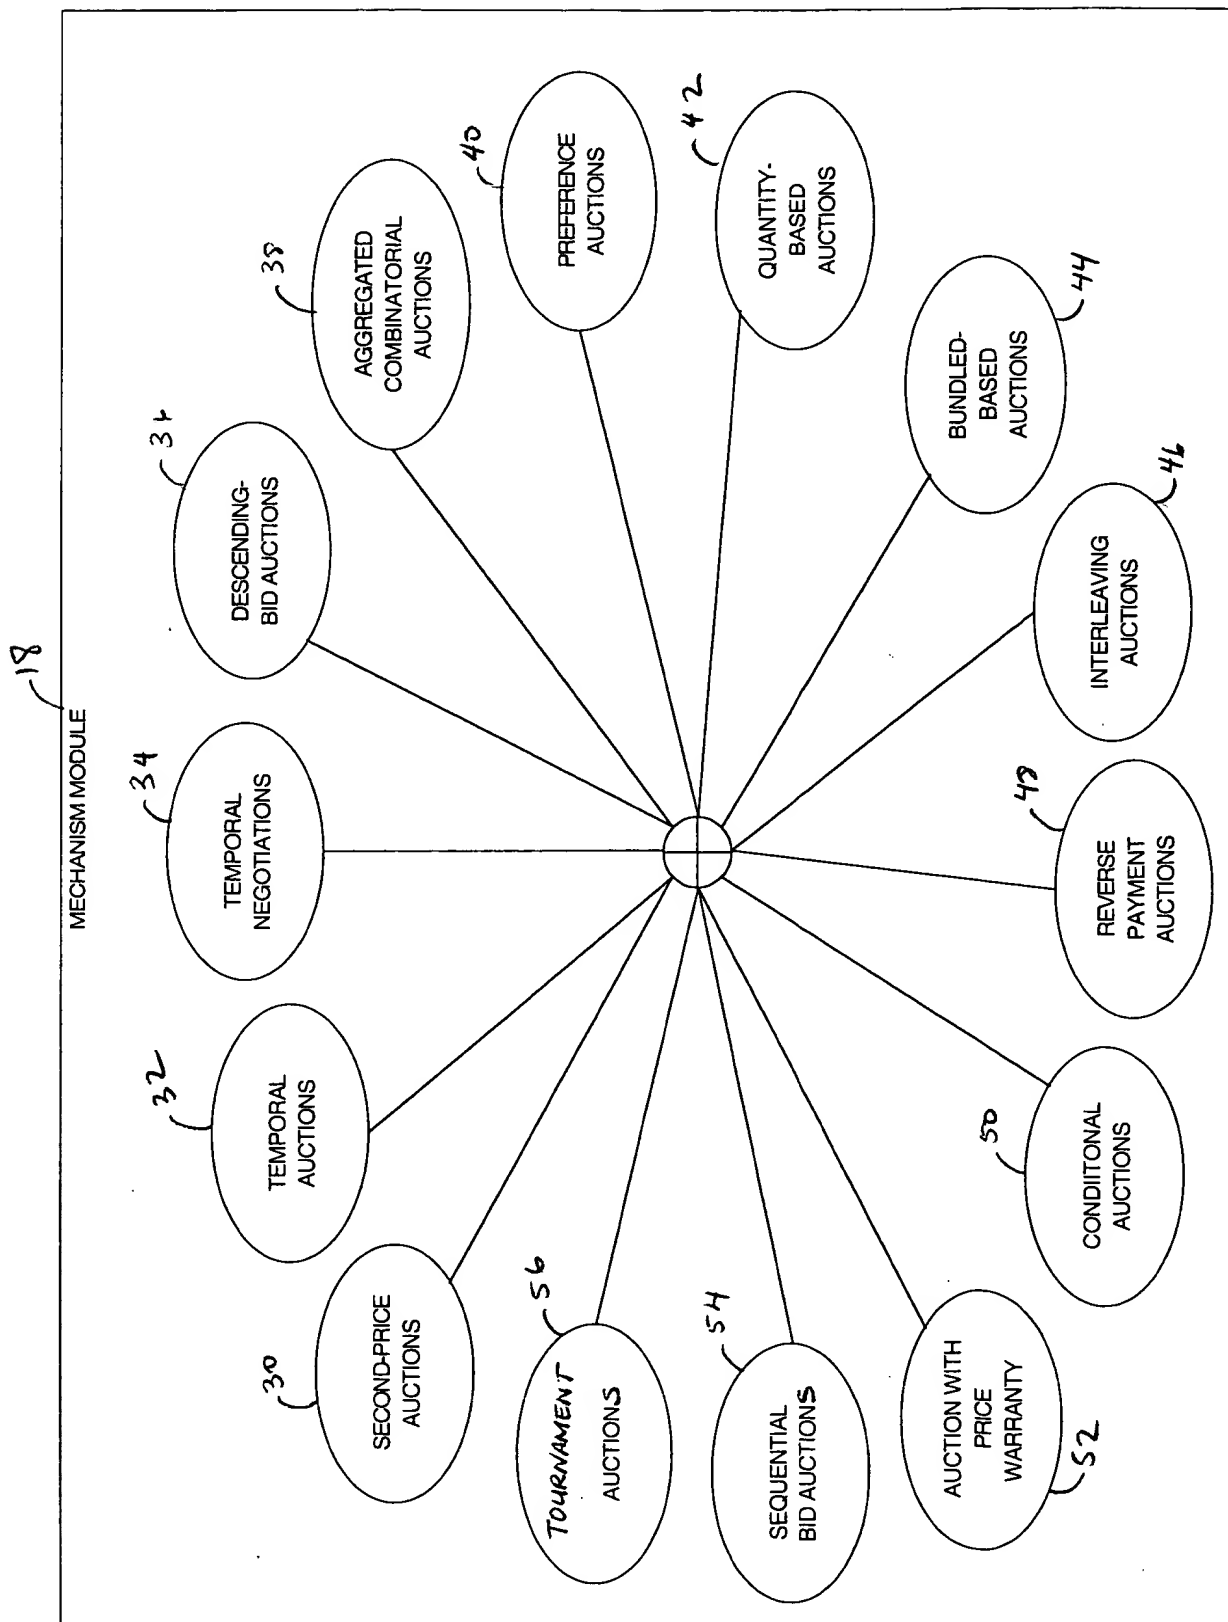 18
MECHANISM MODULE
30
SECOND-PRICE
AUCTIONS
32
TEMPORAL
AUCTIONS
34
TEMPORAL
NEGOTIATIONS
DESCENDING-
BID AUCTIONS
38
AGGREGATED
COMBINATORIAL
AUCTIONS
40
PREFERENCE
AUCTIONS
42
QUANTITY-
BASED
AUCTIONS
44
BUNDLED-
BASED
AUCTIONS
46
INTERLEAVING
AUCTIONS
48
REVERSE
PAYMENT
AUCTIONS
50
CONDIITONAL
AUCTIONS
52
AUCTION WITH
PRICE
WARRANTY
54
SEQUENTIAL
BID AUCTIONS
56
TOURNAMENT
AUCTIONS